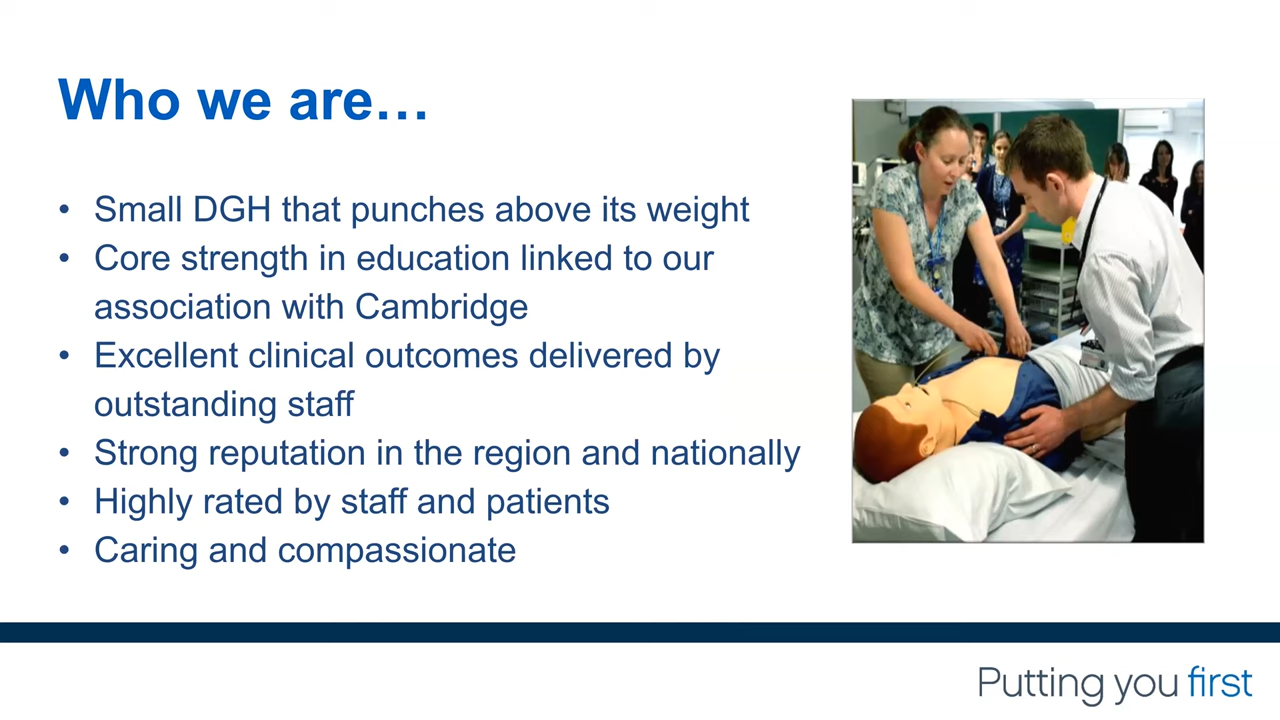 Who we are…
• Small DGH that punches above its weight
• Core strength in education linked to our
association with Cambridge
• Excellent clinical outcomes delivered by
outstanding staff
• Strong reputation in the region and nationally
• Highly rated by staff and patients
• Caring and compassionate
Putting you first